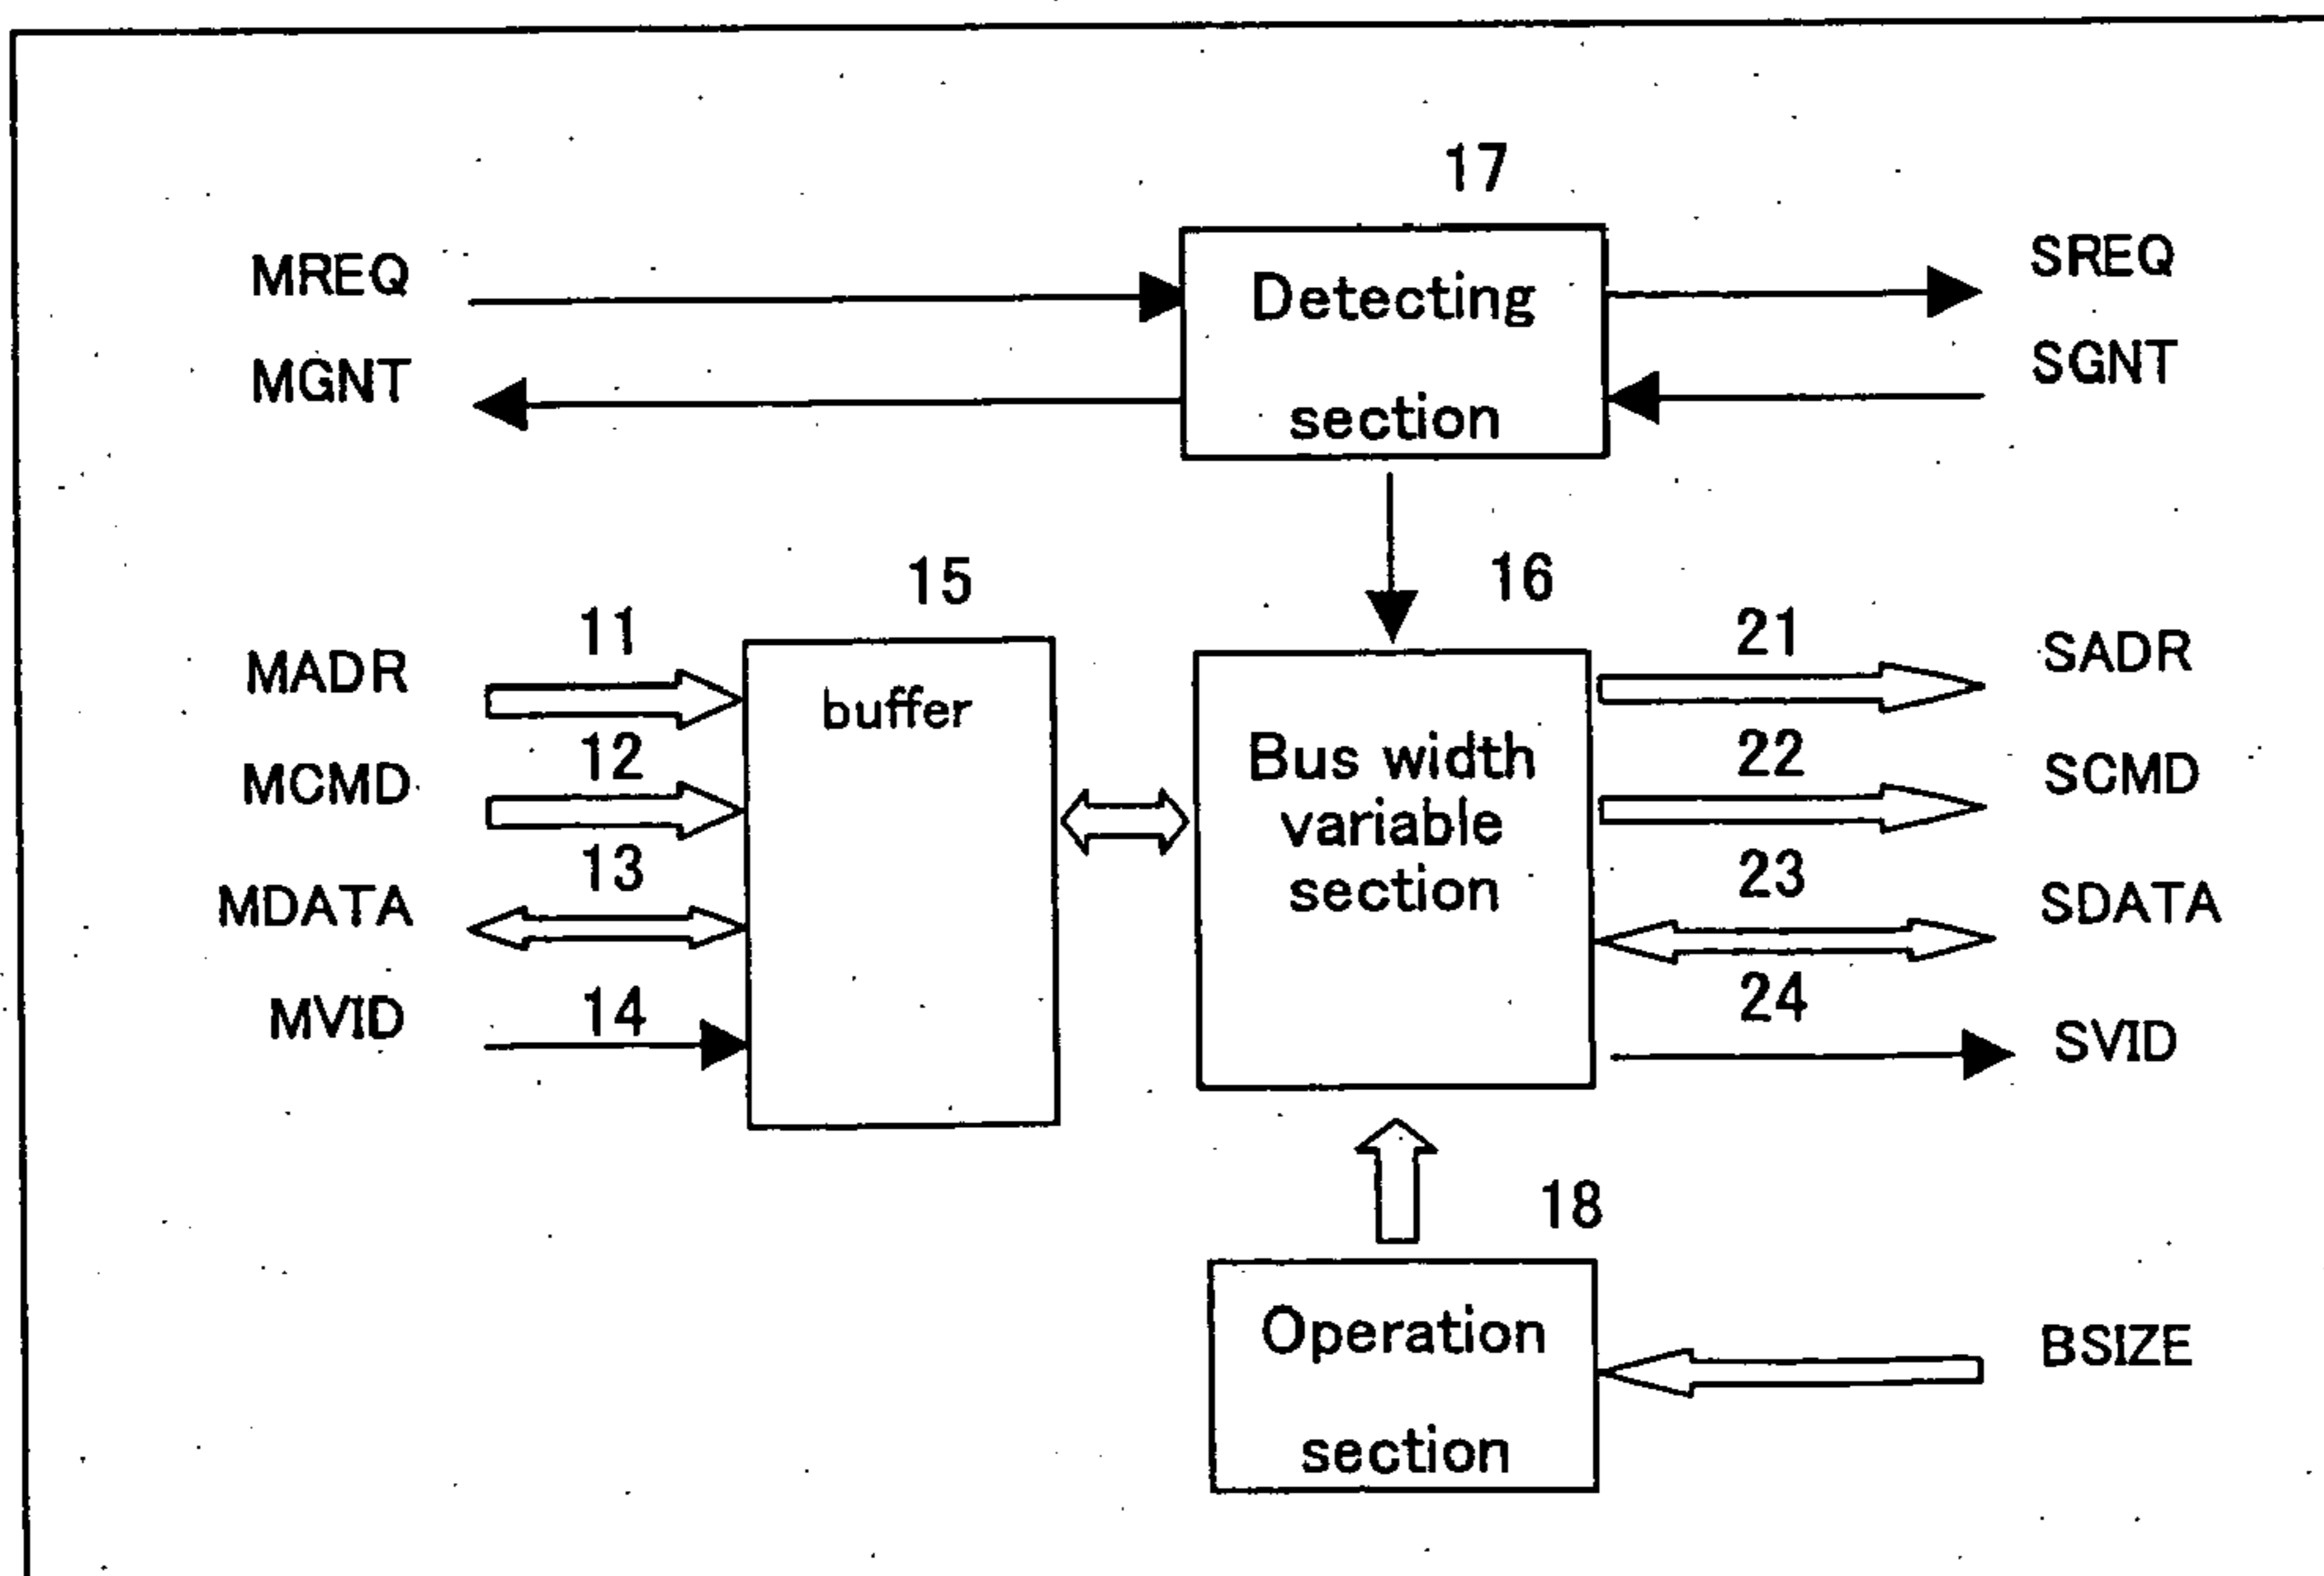 17
MREQ
Detecting
SREQ
MGNT
section
SGNT
15
16
11
21
MADR
buffer
SADR
12
22
MCMD
Bus width
SCMD
variable
13
23
MDATA
section
SDATA
14
24
MVID
SVID
18
Operation
BSIZE
section